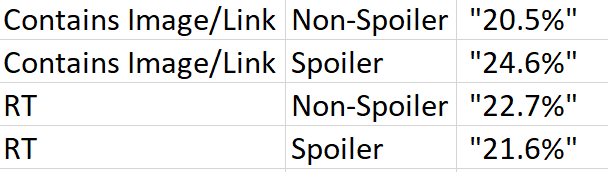 Contains Image/Link Non-Spoiler "20.5%"
Contains Image/Link Spoiler "24.6%"
RT Non-Spoiler "22.7%"
RT Spoiler "21.6%"